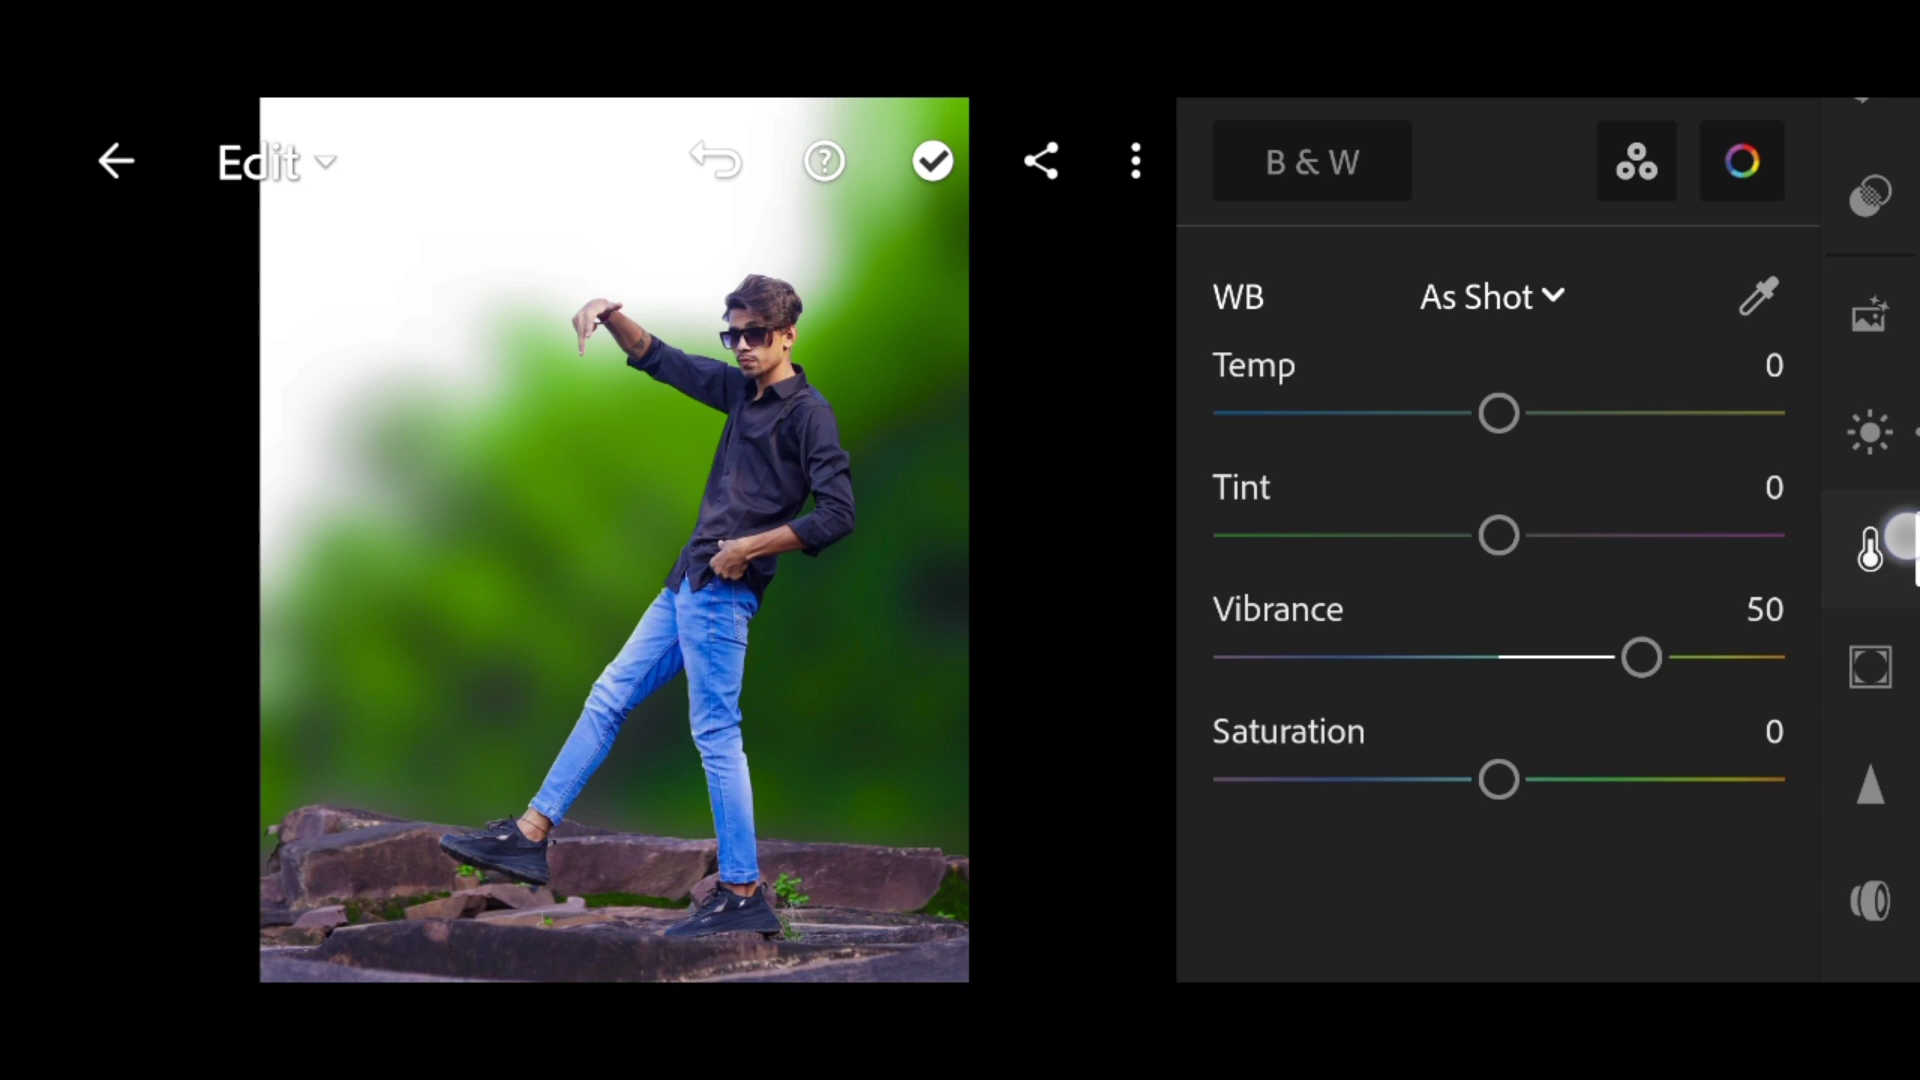 Edit
B & W
WB As Shot
Temp 0
Tint 0
Vibrance 50
Saturation 0